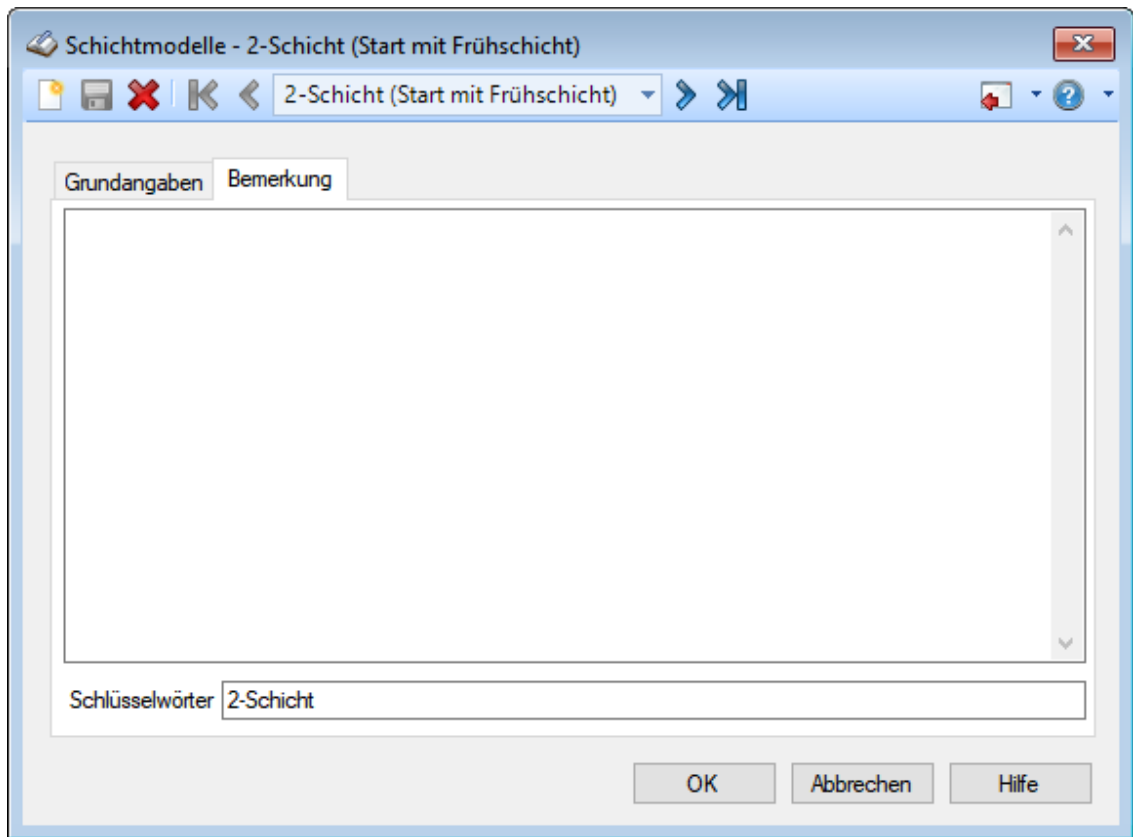 Schichtmodelle - 2-Schicht (Start mit Frühschicht)
2-Schicht (Start mit Frühschicht)
Grundangaben Bemerkung
Schlüsselwörter 2-Schicht
OK Abbrechen Hilfe